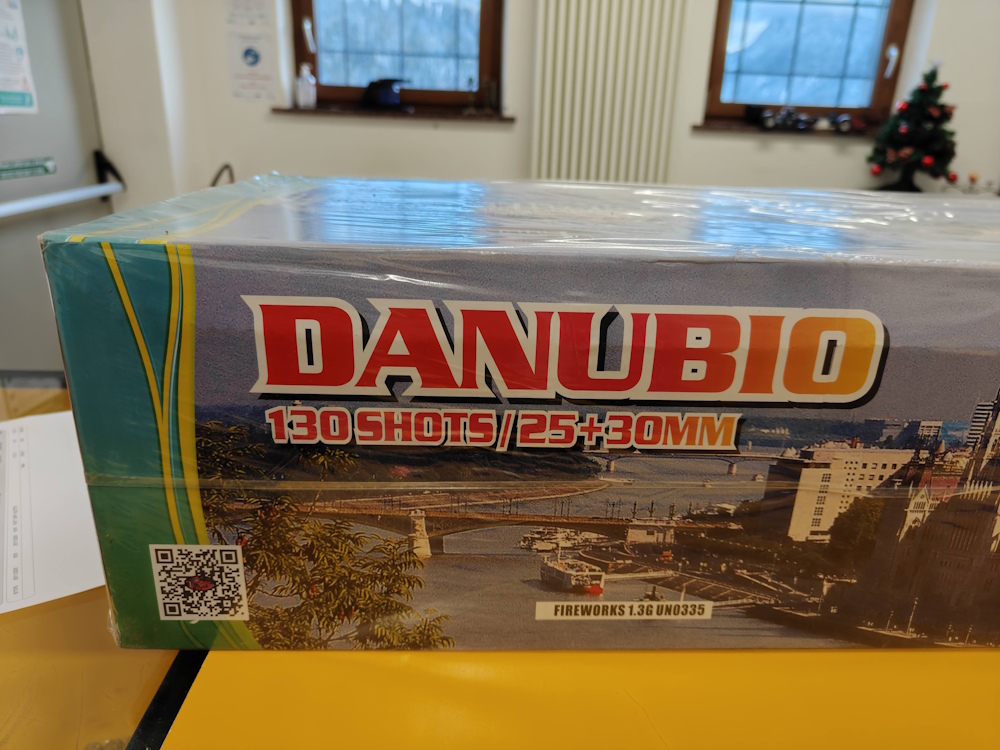 DANUBIO
130 SHOTS/25+30MM
FIREWORKS 1.3G UN0335